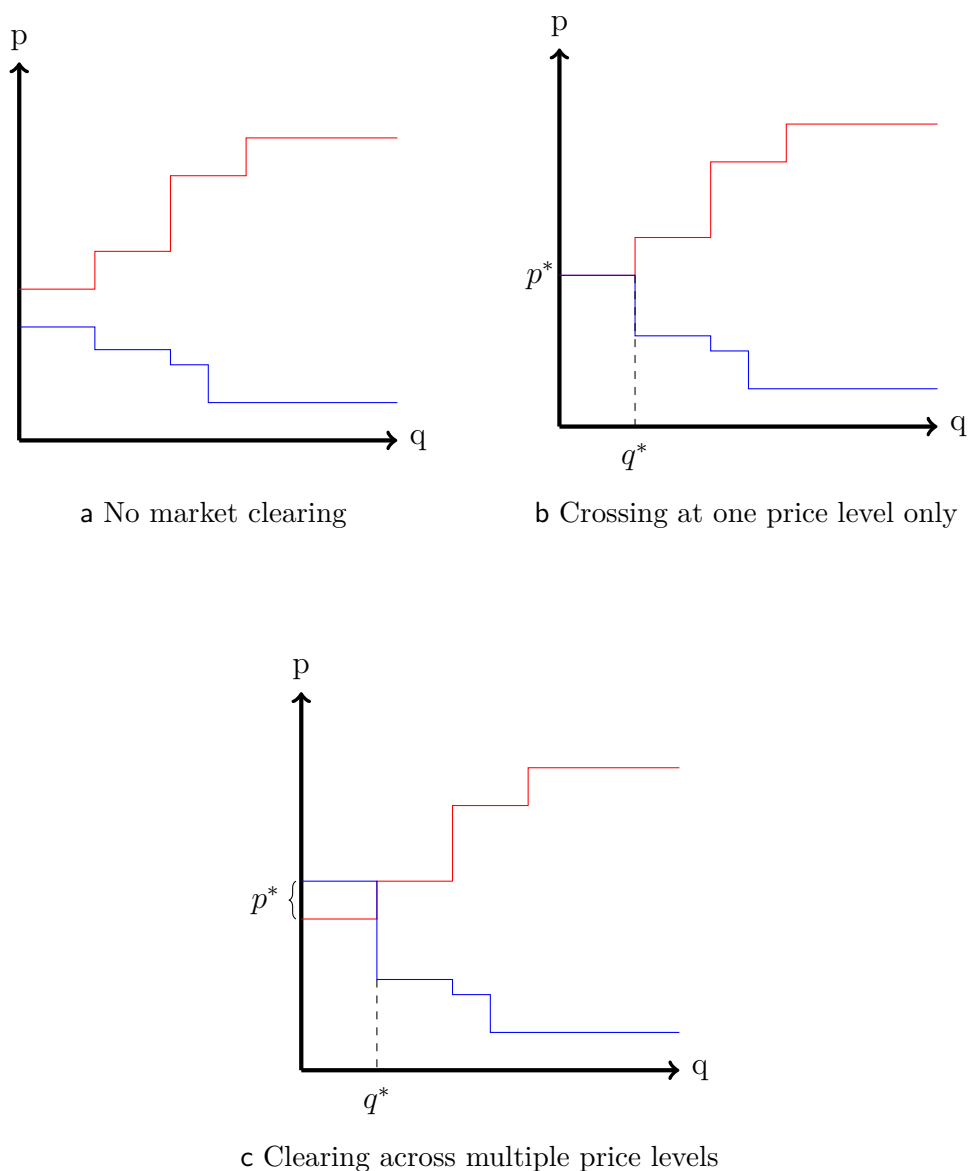 p
p
q
p*
q
q*
a No market clearing
b Crossing at one price level only
p
p*
q
q*
c Clearing across multiple price levels